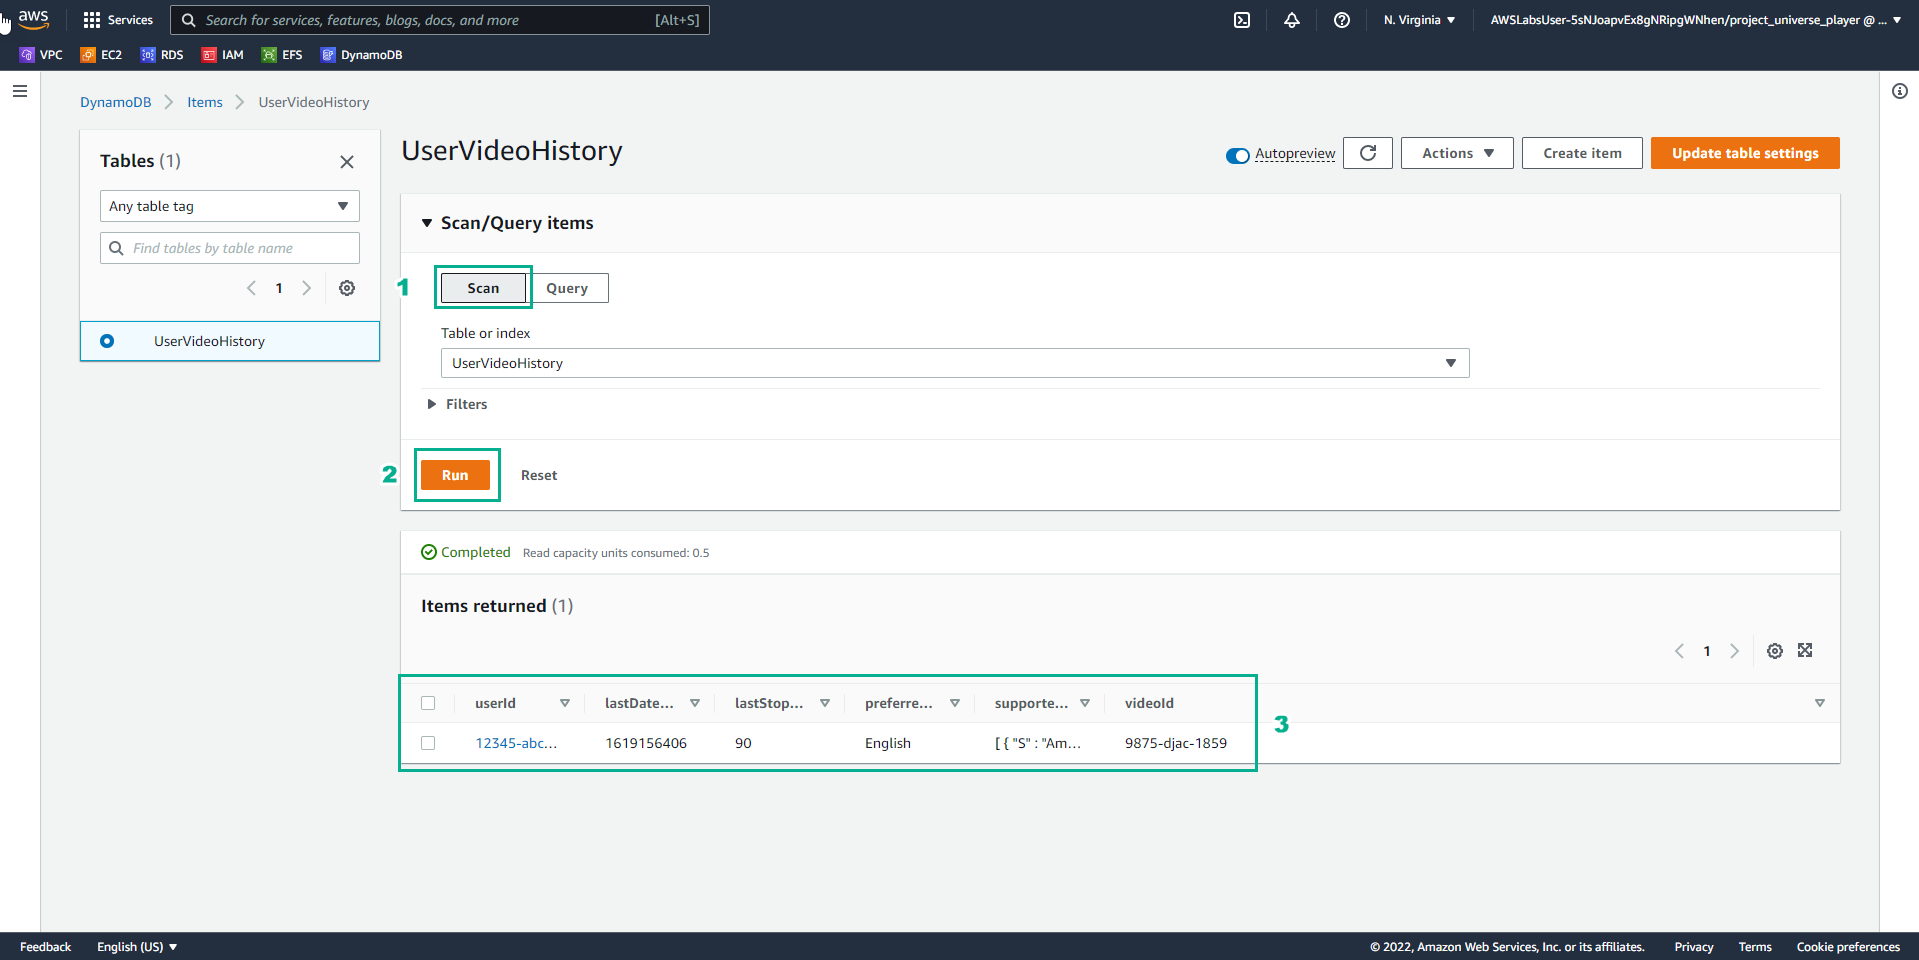 aws
Services
Search for services, features, blogs, docs, and more
[Alt+S]
N. Virginia
AWSLabsUser-5sNJoapvEx8gNRipgWNhen/project_universe_player @ ...
VPC
EC2
RDS
IAM
EFS
DynamoDB
DynamoDB
Items
UserVideoHistory
Tables (1)
Any table tag
Find tables by table name
1
UserVideoHistory
UserVideoHistory
Autopreview
Actions
Create item
Update table settings
Scan/Query items
1
Scan
Query
Table or index
UserVideoHistory
Filters
2
Run
Reset
Completed
Read capacity units consumed: 0.5
Items returned (1)
1
userId
lastDate...
lastStop...
preferre...
supporte...
videoId
12345-abc...
1619156406
90
English
[ { "S" : "Am...
9875-djac-1859
3
Feedback
English (US)
© 2022, Amazon Web Services, Inc. or its affiliates.
Privacy
Terms
Cookie preferences